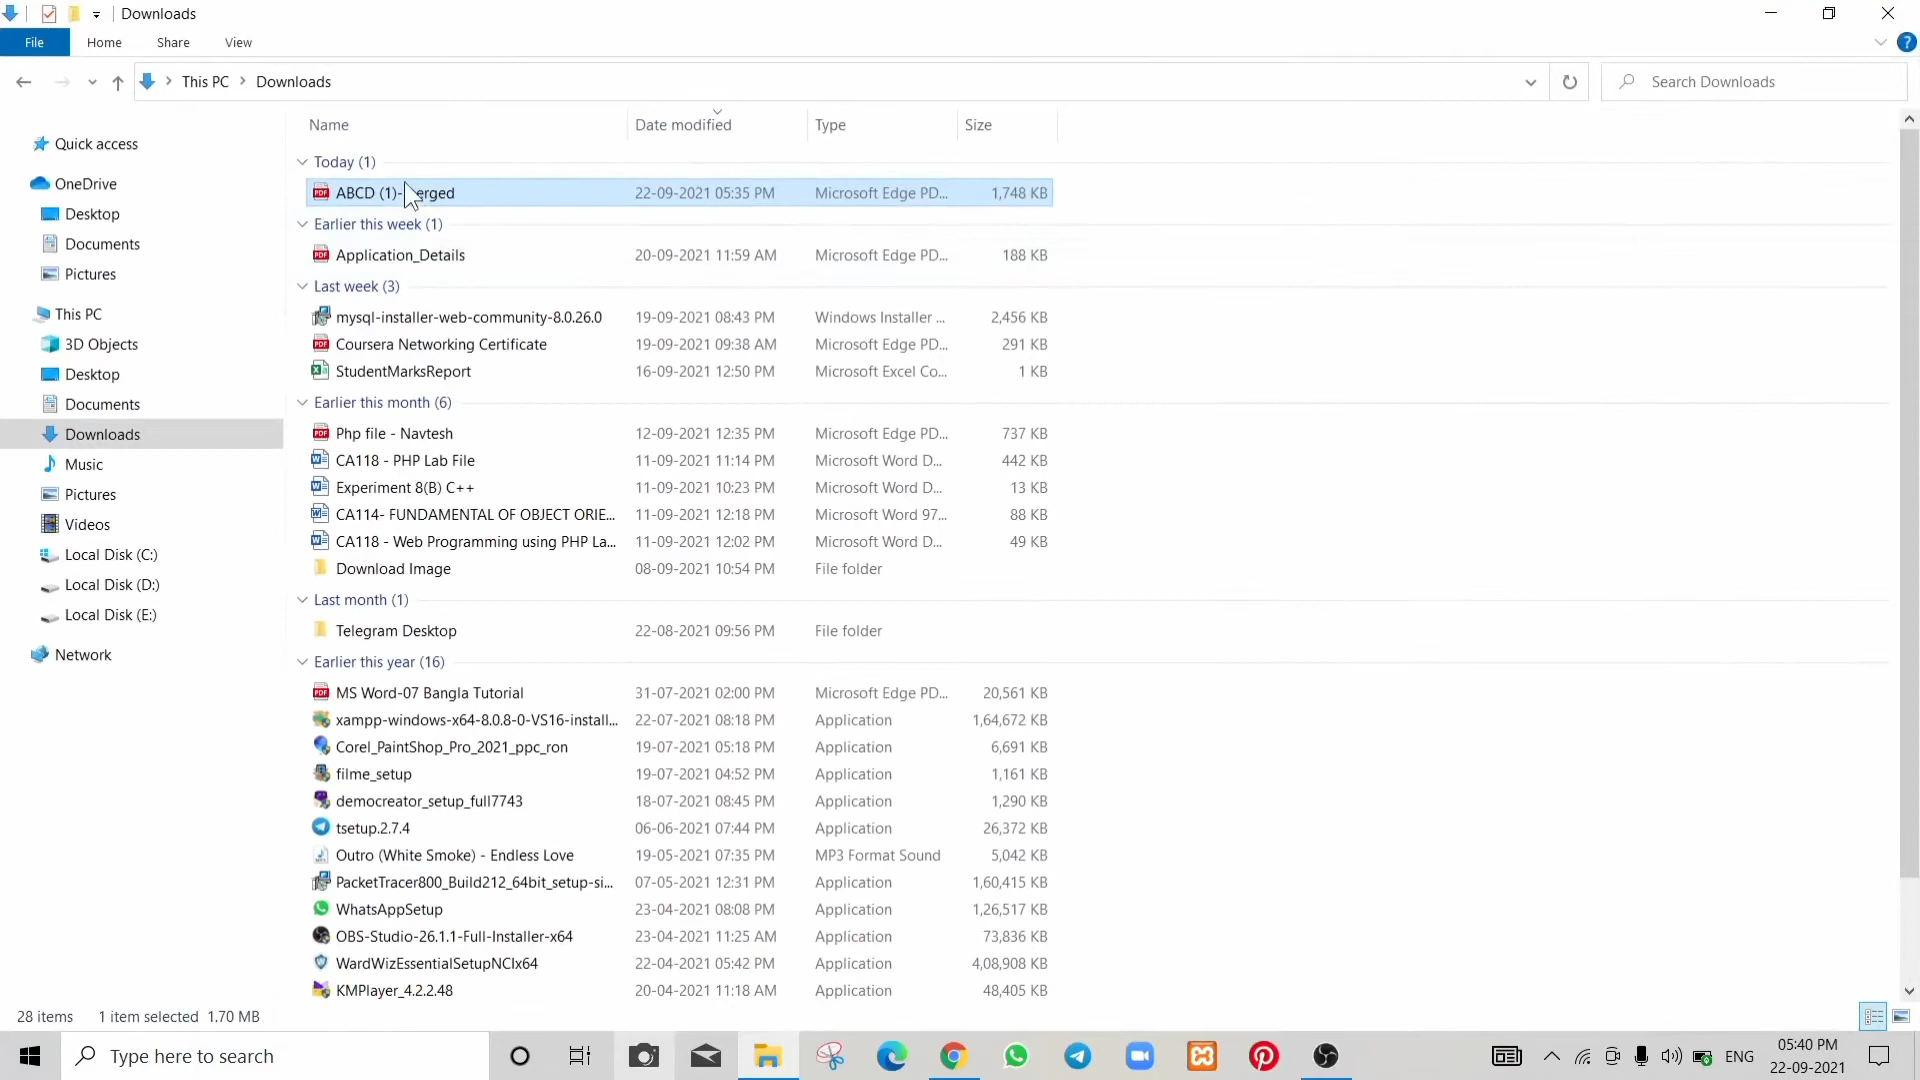 Downloads
File Home Share View
This PC > Downloads
Search Downloads
Name Date modified Type Size
Quick access
OneDrive
Desktop
Documents
Pictures
This PC
3D Objects
Desktop
Documents
Downloads
Music
Pictures
Videos
Local Disk (C:)
Local Disk (D:)
Local Disk (E:)
Network
Today (1)
ABCD (1)- erged 22-09-2021 05:35 PM Microsoft Edge PD... 1,748 KB
Earlier this week (1)
Application_Details 20-09-2021 11:59 AM Microsoft Edge PD... 188 KB
Last week (3)
mysql-installer-web-community-8.0.26.0 19-09-2021 08:43 PM Windows Installer ... 2,456 KB
Coursera Networking Certificate 19-09-2021 09:38 AM Microsoft Edge PD... 291 KB
StudentMarksReport 16-09-2021 12:50 PM Microsoft Excel Co... 1 KB
Earlier this month (6)
Php file - Navtesh 12-09-2021 12:35 PM Microsoft Edge PD... 737 KB
CA118 - PHP Lab File 11-09-2021 11:14 PM Microsoft Word D... 442 KB
Experiment 8(B) C++ 11-09-2021 10:23 PM Microsoft Word D... 13 KB
CA114- FUNDAMENTAL OF OBJECT ORIE... 11-09-2021 12:18 PM Microsoft Word 97... 88 KB
CA118 - Web Programming using PHP La... 11-09-2021 12:02 PM Microsoft Word D... 49 KB
Download Image 08-09-2021 10:54 PM File folder
Last month (1)
Telegram Desktop 22-08-2021 09:56 PM File folder
Earlier this year (16)
MS Word-07 Bangla Tutorial 31-07-2021 02:00 PM Microsoft Edge PD... 20,561 KB
xampp-windows-x64-8.0.8-0-VS16-install... 22-07-2021 08:18 PM Application 1,64,672 KB
Corel_PaintShop_Pro_2021_ppc_ron 19-07-2021 05:18 PM Application 6,691 KB
filme_setup 19-07-2021 04:52 PM Application 1,161 KB
democreator_setup_full7743 18-07-2021 08:45 PM Application 1,290 KB
tsetup.2.7.4 06-06-2021 07:44 PM Application 26,372 KB
Outro (White Smoke) - Endless Love 19-05-2021 07:35 PM MP3 Format Sound 5,042 KB
PacketTracer800_Build212_64bit_setup-si... 07-05-2021 12:31 PM Application 1,60,415 KB
WhatsAppSetup 23-04-2021 08:08 PM Application 1,26,517 KB
OBS-Studio-26.1.1-Full-Installer-x64 23-04-2021 11:25 AM Application 73,836 KB
WardWizEssentialSetupNCIx64 22-04-2021 05:42 PM Application 4,08,908 KB
KMPlayer_4.2.2.48 20-04-2021 11:18 AM Application 48,405 KB
28 items 1 item selected 1.70 MB
Type here to search
ENG
05:40 PM
22-09-2021